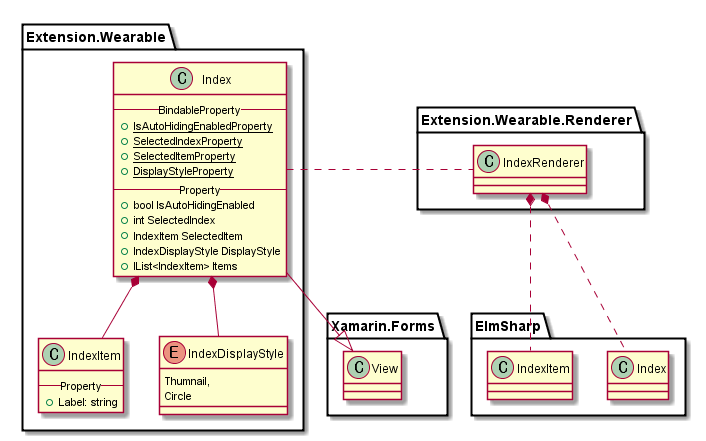 Extension.Wearable
C Index
BindableProperty
IsAutoHidingEnabledProperty
SelectedIndexProperty
SelectedItemProperty
DisplayStyleProperty
Property
bool IsAutoHidingEnabled
int SelectedIndex
IndexItem SelectedItem
IndexDisplayStyle DisplayStyle
IList<IndexItem> Items
C IndexItem
Property
Label: string
E IndexDisplayStyle
Thumnail,
Circle
Extension.Wearable.Renderer
C IndexRenderer
Xamarin.Forms
C View
ElmSharp
C IndexItem
C Index